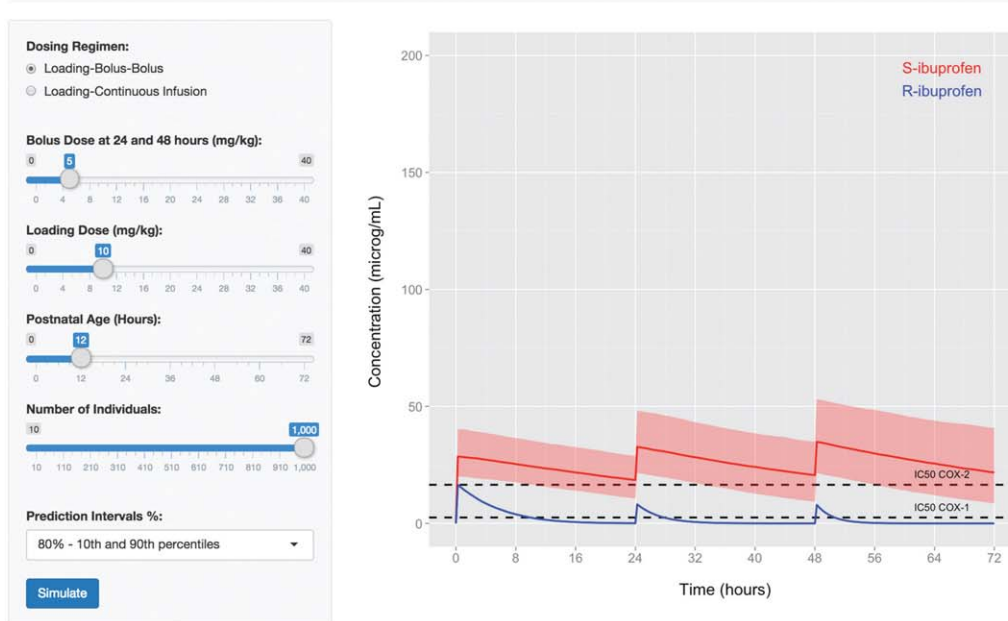 Dosing Regimen:
Loading-Bolus-Bolus
Loading-Continuous Infusion
Bolus Dose at 24 and 48 hours (mg/kg):
0 5 40
0 4 8 12 16 20 24 28 32 36 40
Loading Dose (mg/kg):
0 10 40
0 4 8 12 16 20 24 28 32 36 40
Postnatal Age (Hours):
0 12 72
0 12 24 36 48 60 72
Number of Individuals:
10 1,000
10 110 210 310 410 510 610 710 810 910 1,000
Prediction Intervals %:
80% - 10th and 90th percentiles
Simulate
Concentration (microg/mL)
200
150
100
50
0
S-ibuprofen
R-ibuprofen
IC50 COX-2
IC50 COX-1
0 8 16 24 32 40 48 56 64 72
Time (hours)